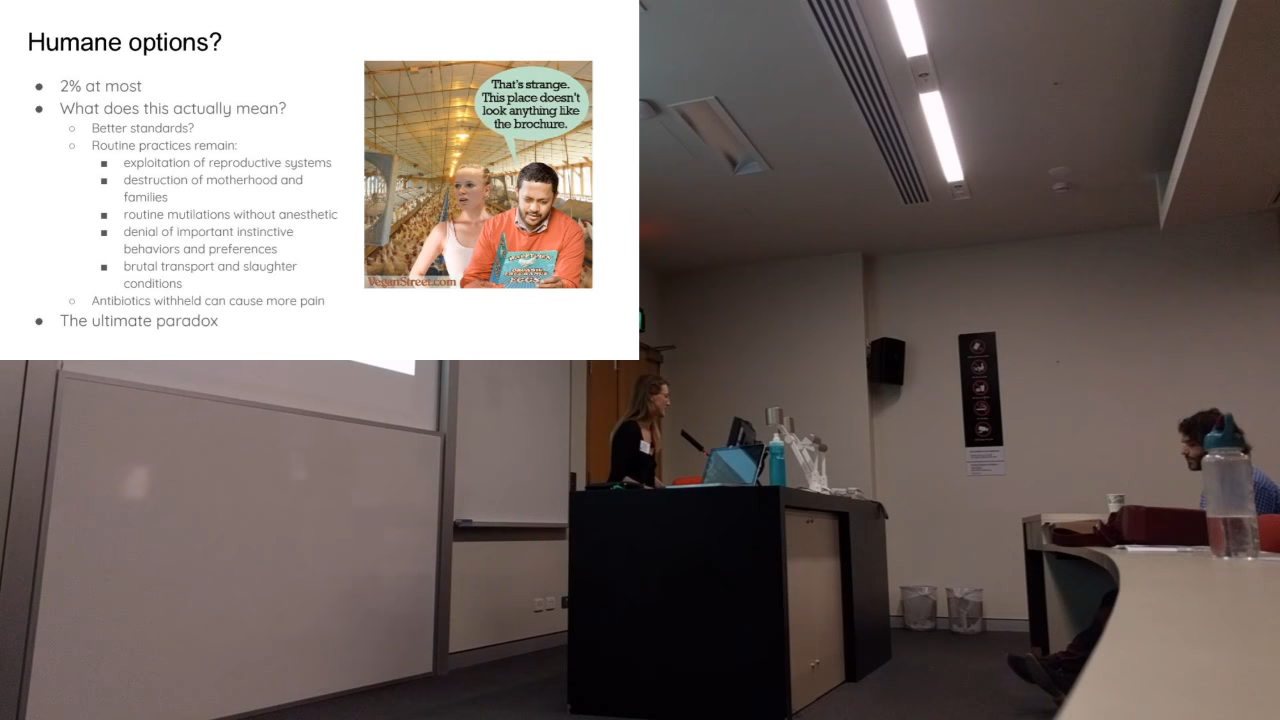 Humane options?
● 2% at most
● What does this actually mean?
○ Better standards?
○ Routine practices remain:
■ exploitation of reproductive systems
■ destruction of motherhood and
families
■ routine mutilations without anesthetic
■ denial of important instinctive
behaviors and preferences
■ brutal transport and slaughter
conditions
○ Antibiotics withheld can cause more pain
● The ultimate paradox
That's strange.
This place doesn't
look anything like
the brochure.
EGGS
VeganStreet.com